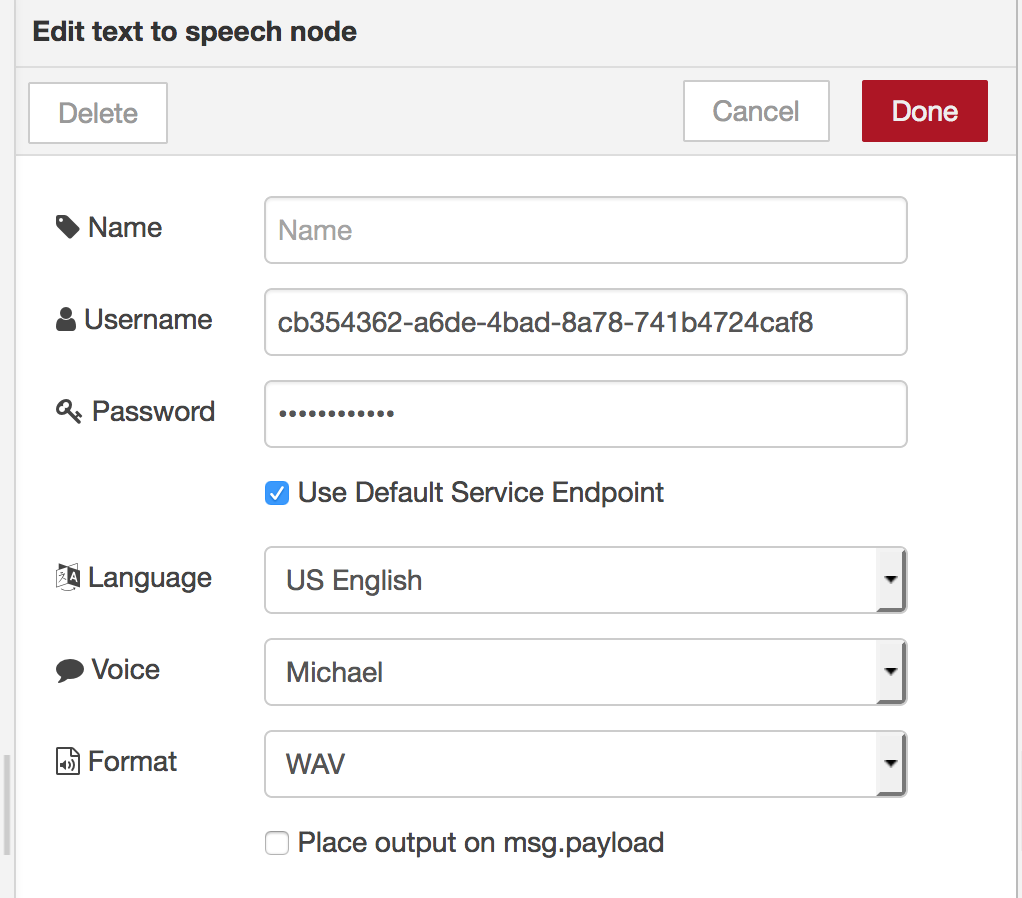 Edit text to speech node
Delete Cancel Done
Name Name
Username cb354362-a6de-4bad-8a78-741b4724caf8
Password ••••••••••••
Use Default Service Endpoint
Language US English
Voice Michael
Format WAV
Place output on msg.payload